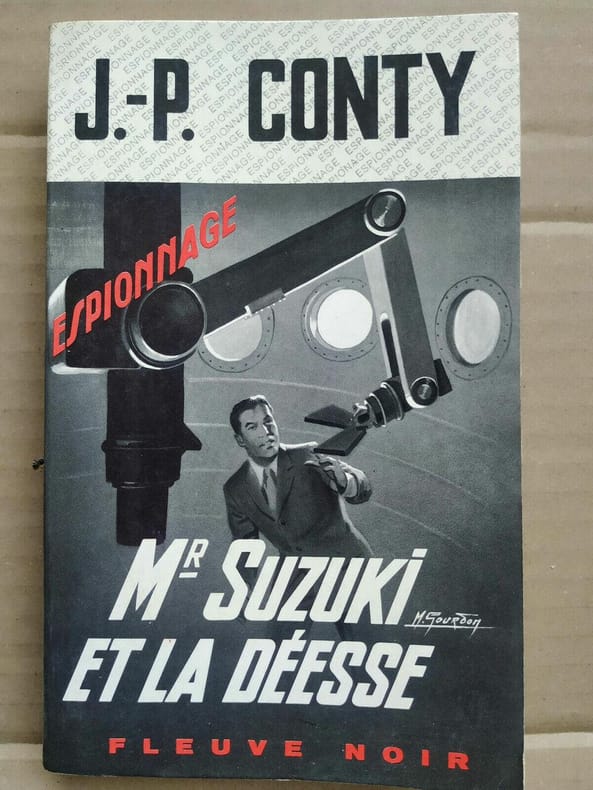 J.-P. CONTY
ESPIONNAGE
MR SUZUKI
M. Gourdon
ET LA DÉESSE
FLEUVE NOIR